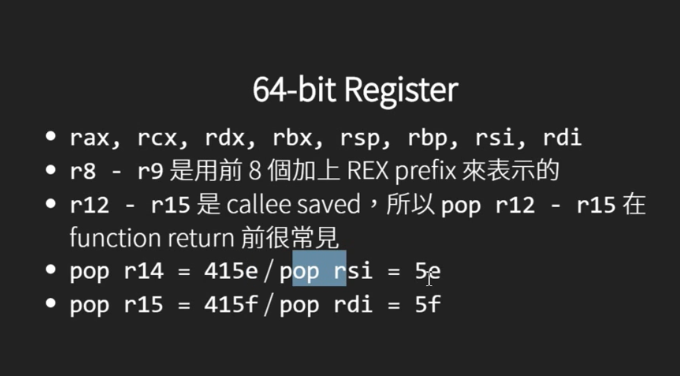 64-bit Register
• rax, rcx, rdx, rbx, rsp, rbp, rsi, rdi
• r8 - r9 是用前 8 個加上 REX prefix 來表示的
• r12 - r15 是 callee saved，所以 pop r12 - r15 在
function return 前很常見
• pop r14 = 415e / pop rsi = 5e
• pop r15 = 415f / pop rdi = 5f